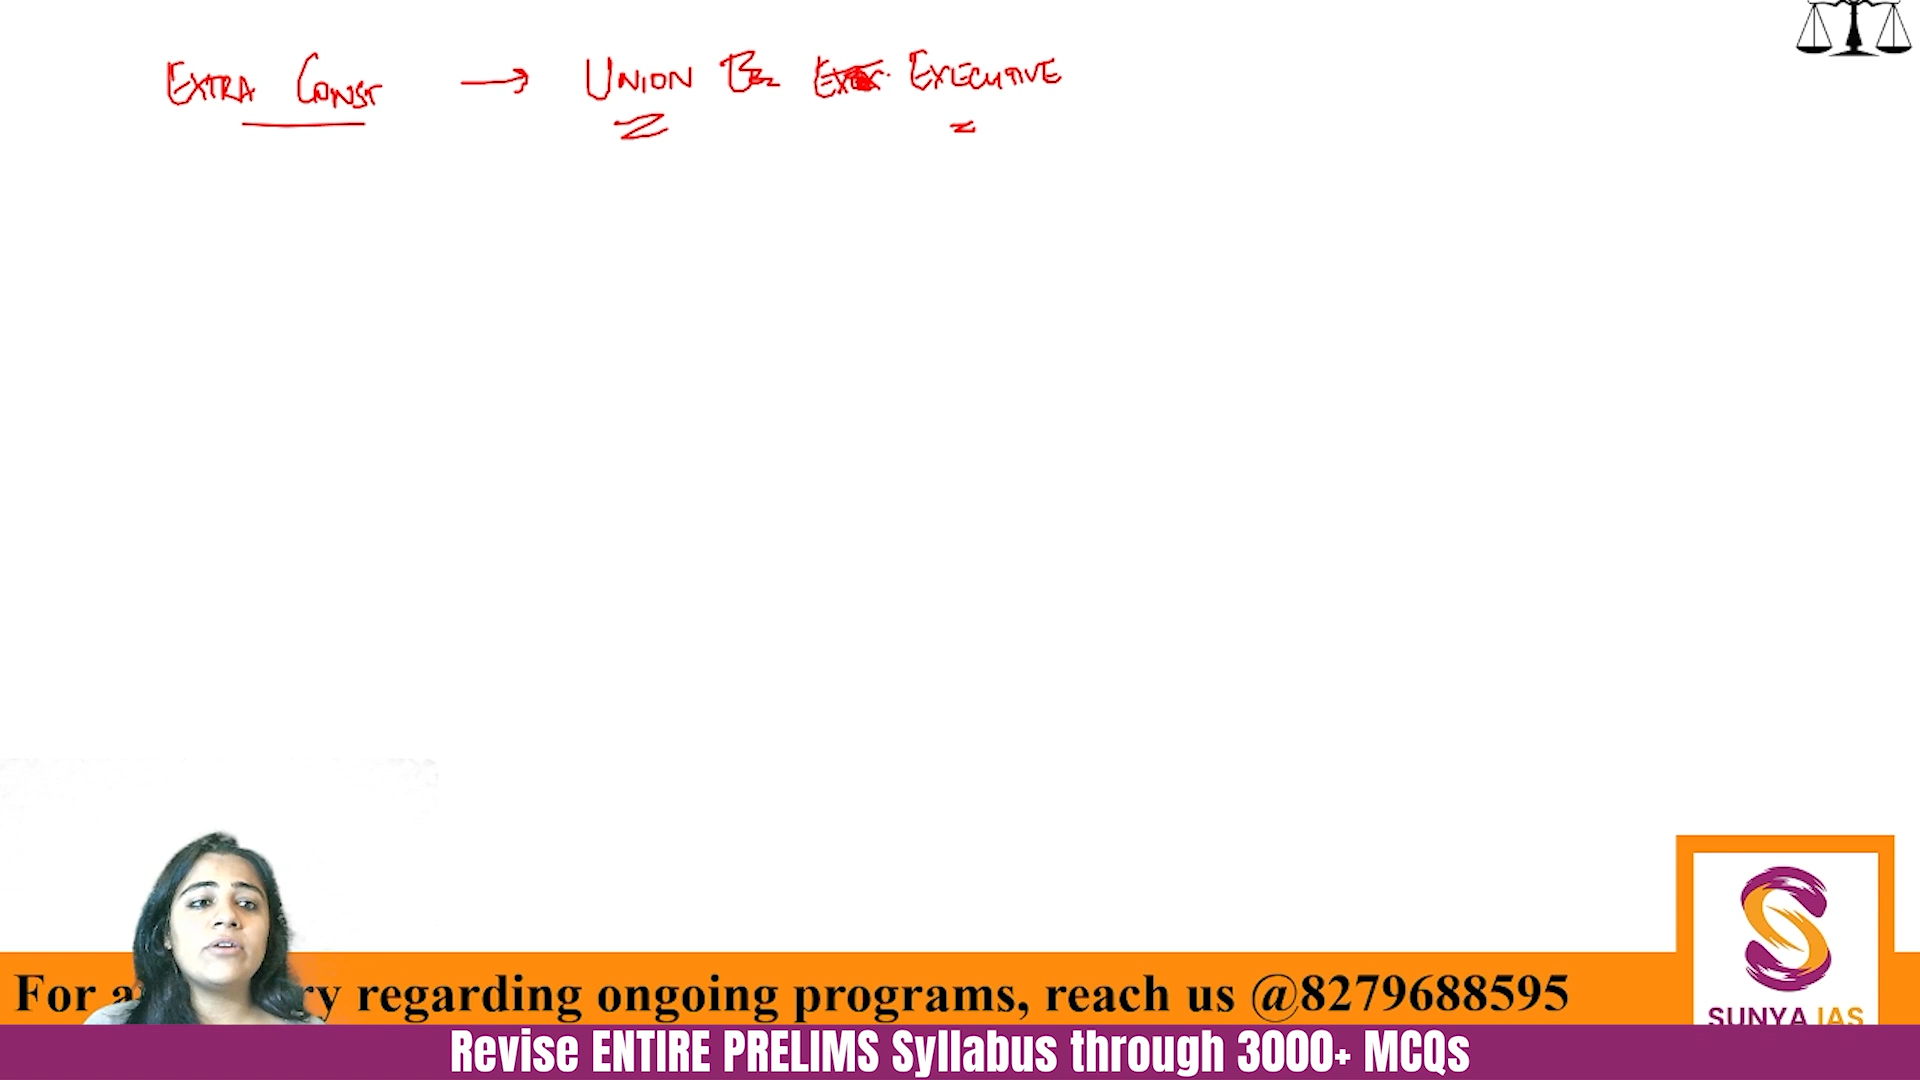 EXTRA CONST → UNION EXECUTIVE
For a ry regarding ongoing programs, reach us @8279688595
SUNYA IAS
Revise ENTIRE PRELIMS Syllabus through 3000+ MCQs